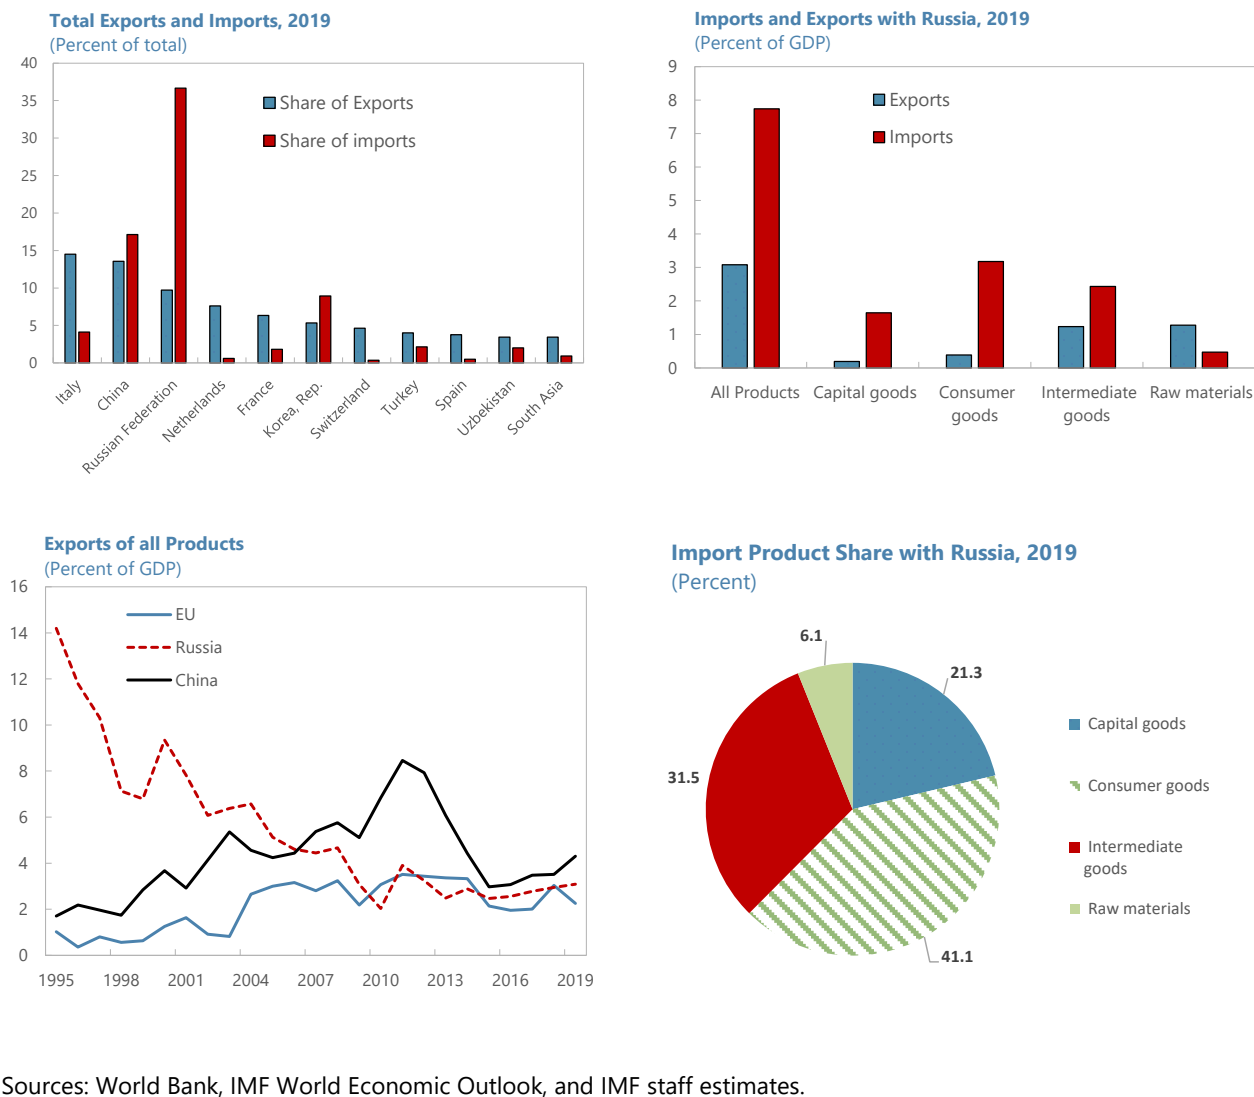 Total Exports and Imports, 2019
(Percent of total)
40
35
30
25
20
15
10
5
0
Share of Exports
Share of imports
Italy
China
Russian Federation
Netherlands
France
Korea, Rep.
Switzerland
Turkey
Spain
Uzbekistan
South Asia
Imports and Exports with Russia, 2019
(Percent of GDP)
9
8
7
6
5
4
3
2
1
0
Exports
Imports
All Products
Capital goods
Consumer
goods
Intermediate
goods
Raw materials
Exports of all Products
(Percent of GDP)
16
14
12
10
8
6
4
2
0
EU
Russia
China
1995
1998
2001
2004
2007
2010
2013
2016
2019
Import Product Share with Russia, 2019
(Percent)
6.1
21.3
31.5
41.1
Capital goods
Consumer goods
Intermediate
goods
Raw materials
Sources: World Bank, IMF World Economic Outlook, and IMF staff estimates.